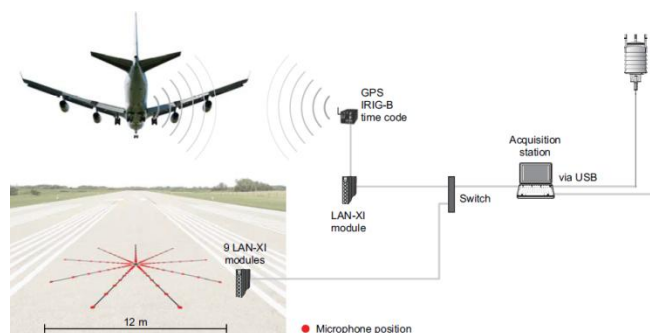 GPS
IRIG-B
time code
Acquisition
station
via USB
Switch
LAN-XI
module
9 LAN-XI
modules
12 m
Microphone position